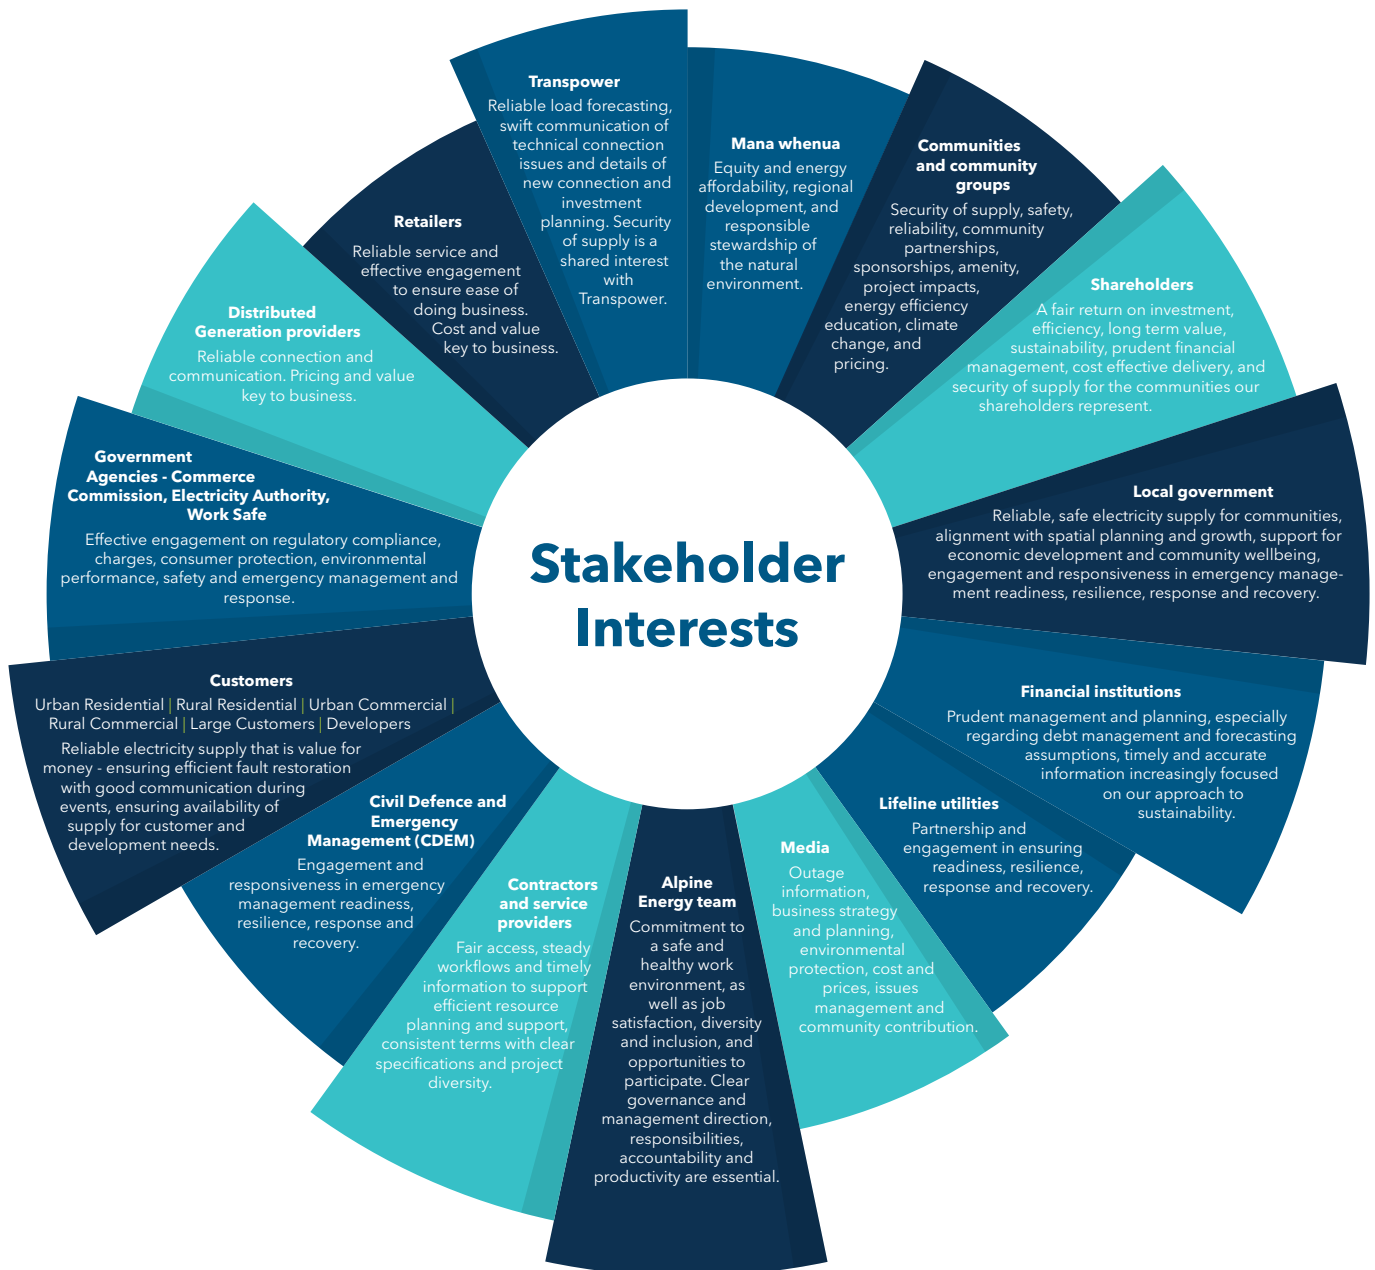 Stakeholder
Interests
Transpower
Reliable load forecasting,
swift communication of
technical connection
issues and details of
new connection and
investment
planning. Security
of supply is a
shared interest
with
Transpower.
Mana whenua
Equity and energy
affordability, regional
development, and
responsible
stewardship of
the natural
environment.
Communities
and community
groups
Security of supply, safety,
reliability, community
partnerships,
sponsorships, amenity,
project impacts,
energy efficiency
education, climate
change, and
pricing.
Shareholders
A fair return on investment,
efficiency, long term value,
sustainability, prudent financial
management, cost effective delivery, and
security of supply for the communities our
shareholders represent.
Local government
Reliable, safe electricity supply for communities,
alignment with spatial planning and growth, support for
economic development and community wellbeing,
engagement and responsiveness in emergency manage-
ment readiness, resilience, response and recovery.
Financial institutions
Prudent management and planning, especially
regarding debt management and forecasting
assumptions, timely and accurate
information increasingly focused
on our approach to
sustainability.
Lifeline utilities
Partnership and
engagement in ensuring
readiness, resilience,
response and recovery.
Media
Outage
information,
business strategy
and planning,
environmental
protection, cost and
prices, issues
management and
community contribution.
Alpine
Energy team
Commitment to
a safe and
healthy work
environment, as
well as job
satisfaction, diversity
and inclusion, and
opportunities to
participate. Clear
governance and
management direction,
responsibilities,
accountability and
productivity are essential.
Contractors
and service
providers
Fair access, steady
workflows and timely
information to support
efficient resource
planning and support,
consistent terms with clear
specifications and project
diversity.
Civil Defence and
Emergency
Management (CDEM)
Engagement and
responsiveness in emergency
management readiness,
resilience, response and
recovery.
Customers
Urban Residential | Rural Residential | Urban Commercial |
Rural Commercial | Large Customers | Developers
Reliable electricity supply that is value for
money - ensuring efficient fault restoration
with good communication during
events, ensuring availability of
supply for customer and
development needs.
Government
Agencies - Commerce
Commission, Electricity Authority,
Work Safe
Effective engagement on regulatory compliance,
charges, consumer protection, environmental
performance, safety and emergency management and
response.
Distributed
Generation providers
Reliable connection and
communication. Pricing and value
key to business.
Retailers
Reliable service and
effective engagement
to ensure ease of
doing business.
Cost and value
key to business.